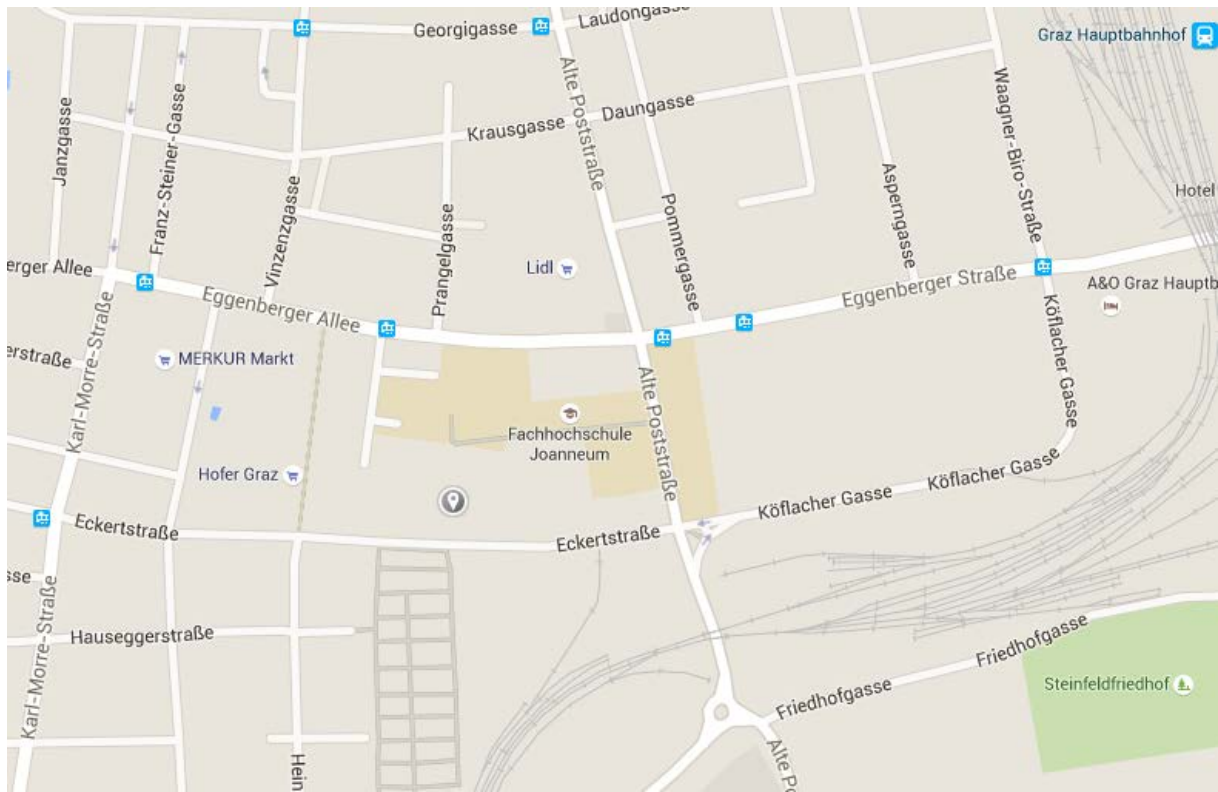 Georgigasse
Laudongasse
Graz Hauptbahnhof
Janzgasse
Franz-Steiner-Gasse
Alte Poststraße
Waagner-Biro-Straße
Krausgasse
Daungasse
Vinzenzgasse
Prangelgasse
Pommergasse
Asperngasse
Hotel
Lidl
erger Allee
Eggenberger Allee
Eggenberger Straße
A&O Graz Hauptb
Köflacher Gasse
erstraße
MERKUR Markt
Karl-Morre-Straße
Alte Poststraße
Fachhochschule
Joanneum
Hofer Graz
Köflacher Gasse
Köflacher Gasse
Eckertstraße
Eckertstraße
sse
Karl-Morre-Straße
Hauseggerstraße
Friedhofgasse
Friedhofgasse
Steinfeldfriedhof
Hein
Alte Po